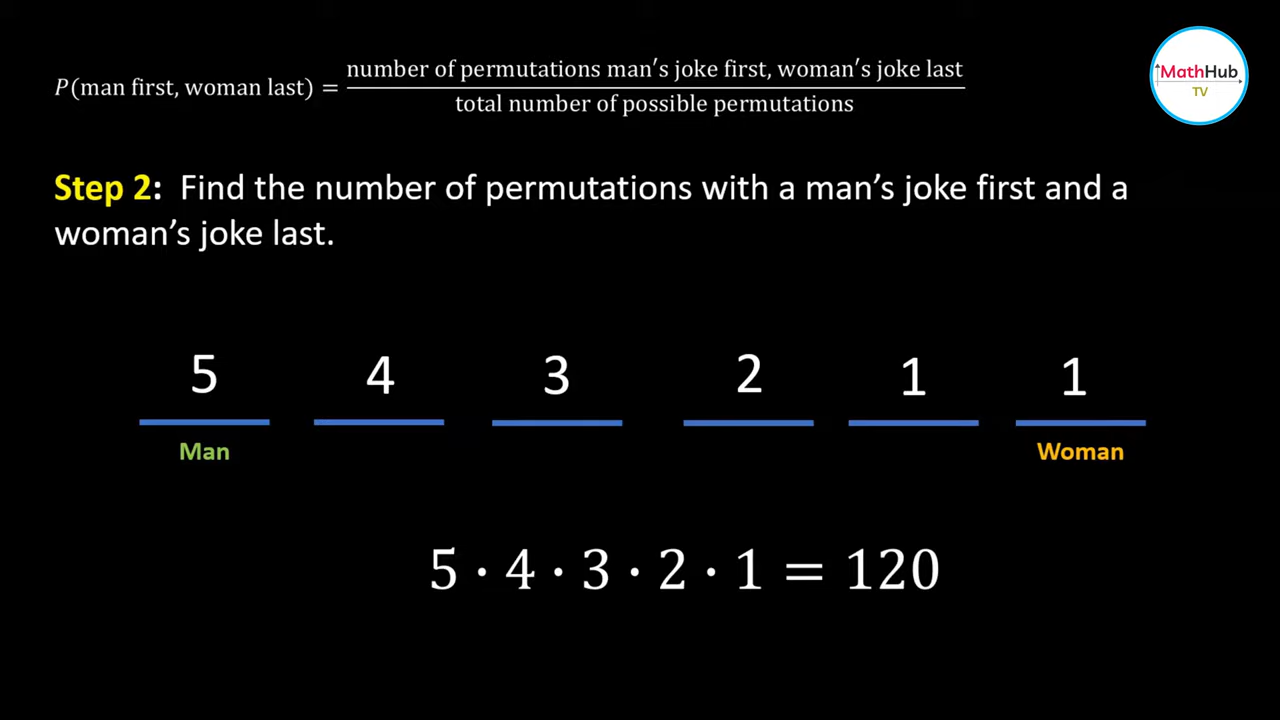 P(man first, woman last) = number of permutations man's joke first, woman's joke last
total number of possible permutations
MathHub
TV
Step 2: Find the number of permutations with a man's joke first and a
woman's joke last.
5 4 3 2 1 1
Man Woman
5 · 4 · 3 · 2 · 1 = 120